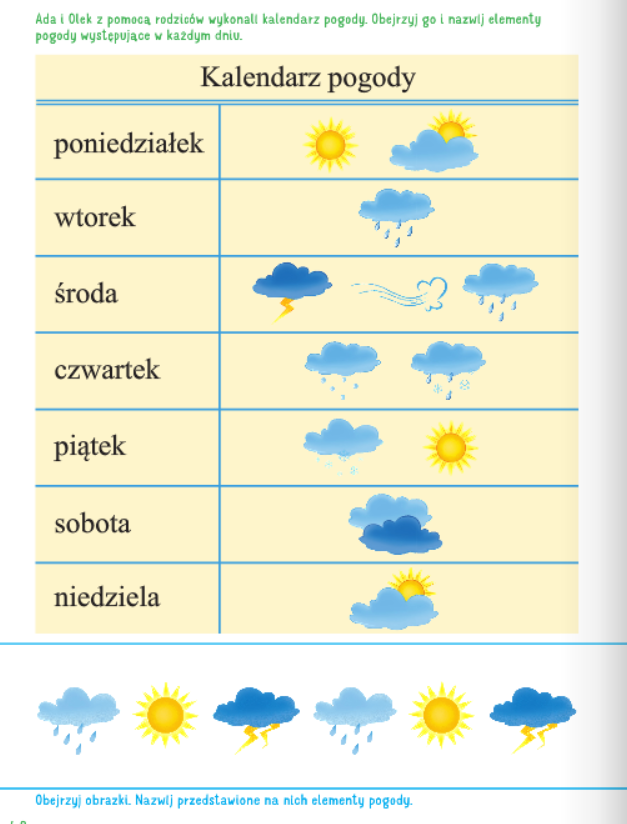 Ada i Olek z pomocą rodziców wykonali kalendarz pogody. Obejrzyj go i nazwij elementy
pogody występujące w każdym dniu.
Kalendarz pogody
poniedziałek
wtorek
środa
czwartek
piątek
sobota
niedziela
Obejrzyj obrazki. Nazwij przedstawione na nich elementy pogody.